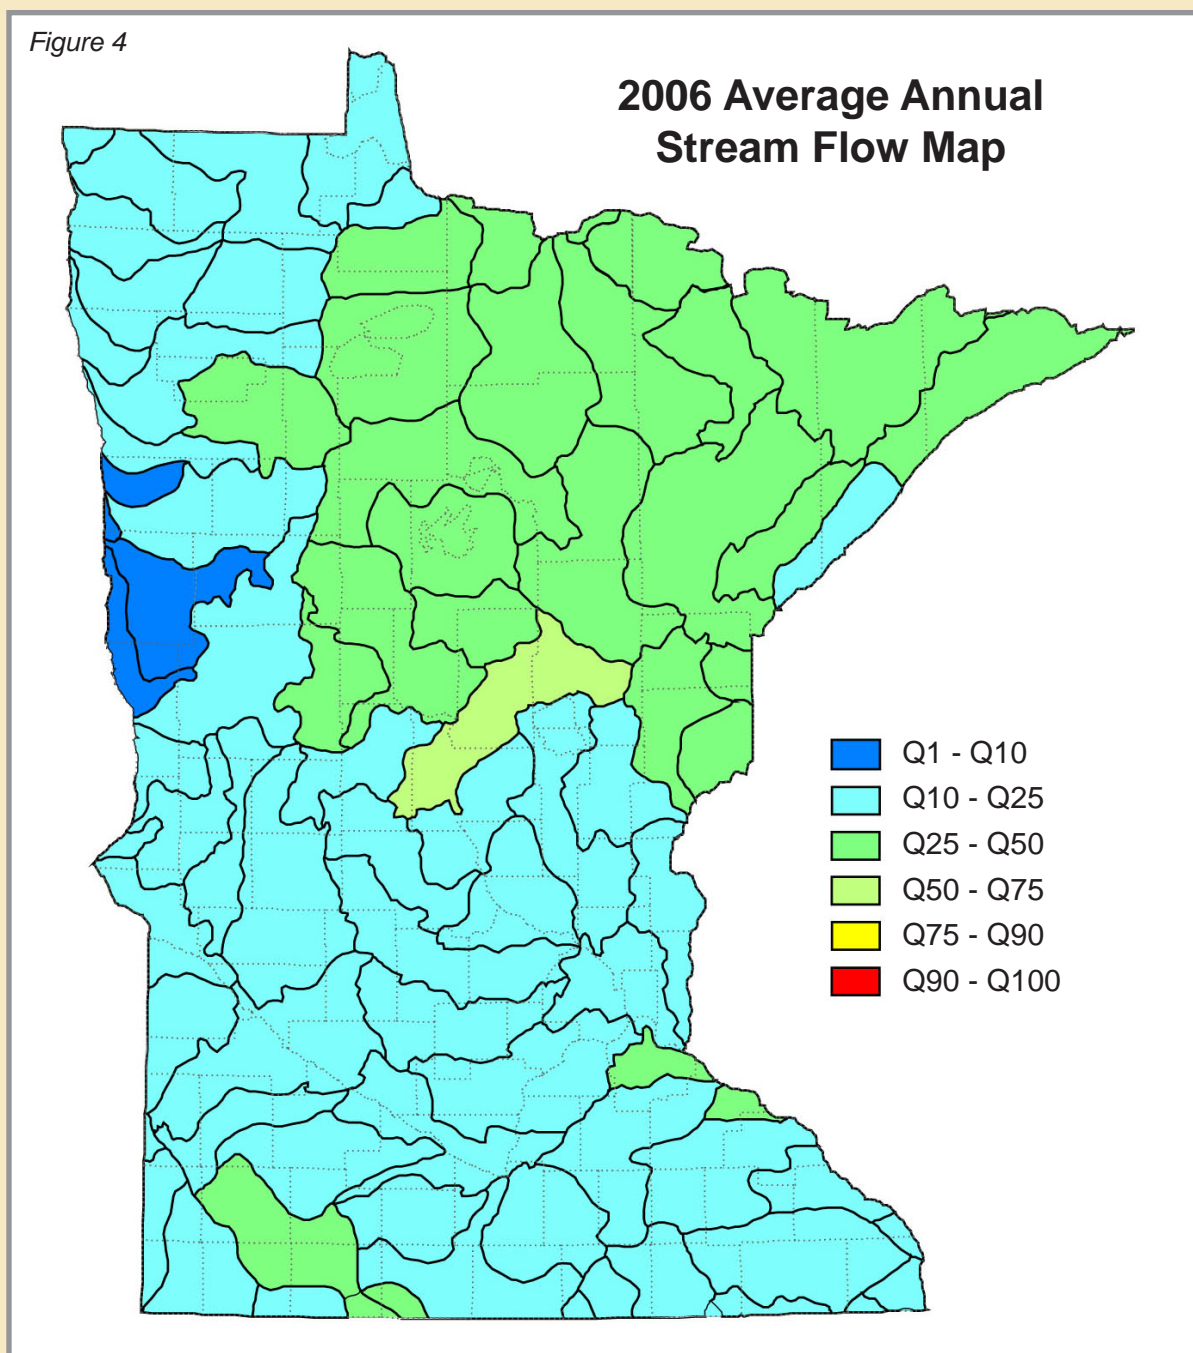 Figure 4
2006 Average Annual
Stream Flow Map
Q1 - Q10
Q10 - Q25
Q25 - Q50
Q50 - Q75
Q75 - Q90
Q90 - Q100